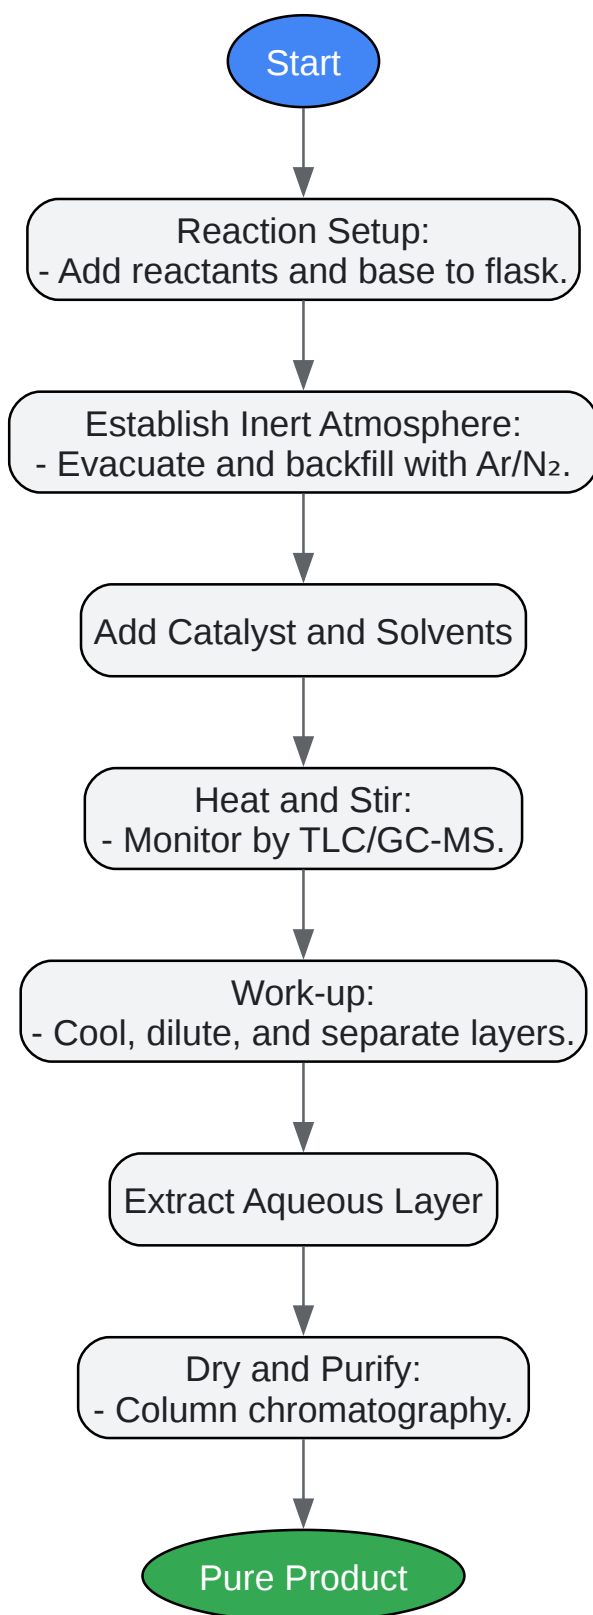 Start
Reaction Setup:
- Add reactants and base to flask.
Establish Inert Atmosphere:
- Evacuate and backfill with Ar/N₂.
Add Catalyst and Solvents
Heat and Stir:
- Monitor by TLC/GC-MS.
Work-up:
- Cool, dilute, and separate layers.
Extract Aqueous Layer
Dry and Purify:
- Column chromatography.
Pure Product